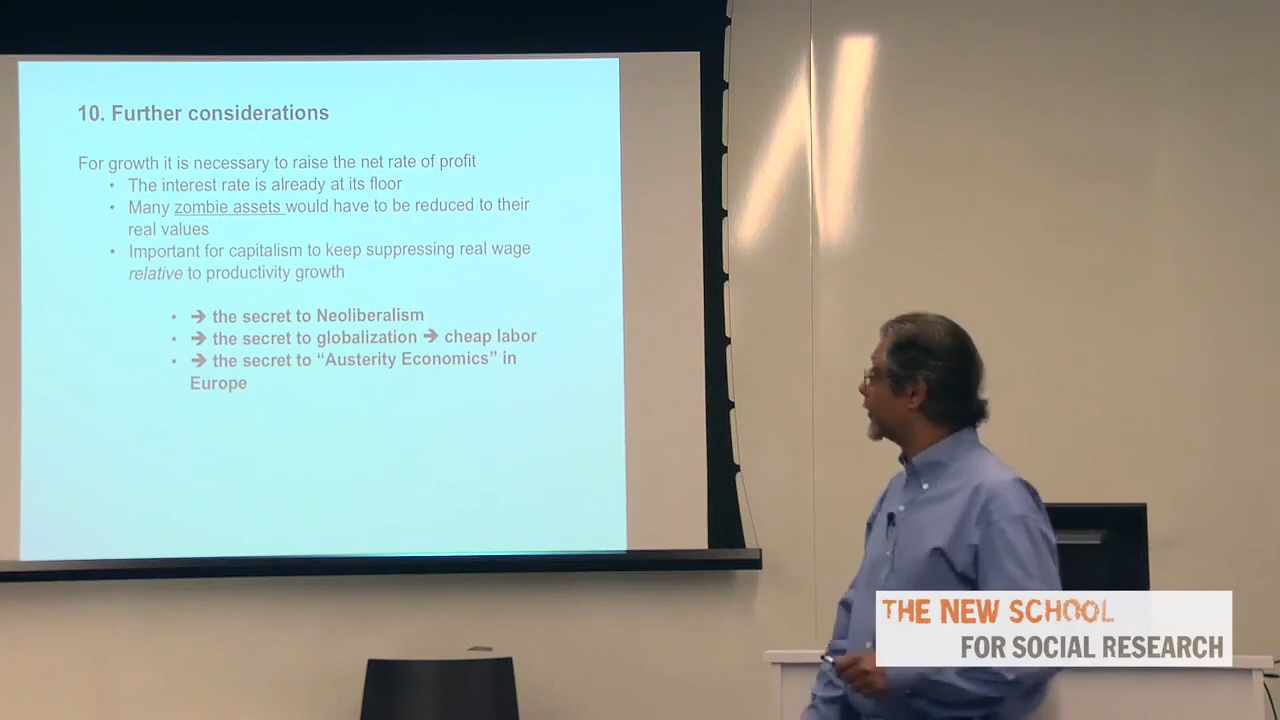 10. Further considerations
For growth it is necessary to raise the net rate of profit
• The interest rate is already at its floor
• Many zombie assets would have to be reduced to their
real values
• Important for capitalism to keep suppressing real wage
relative to productivity growth
• → the secret to Neoliberalism
• → the secret to globalization → cheap labor
• → the secret to “Austerity Economics” in
Europe
THE NEW SCHOOL
FOR SOCIAL RESEARCH